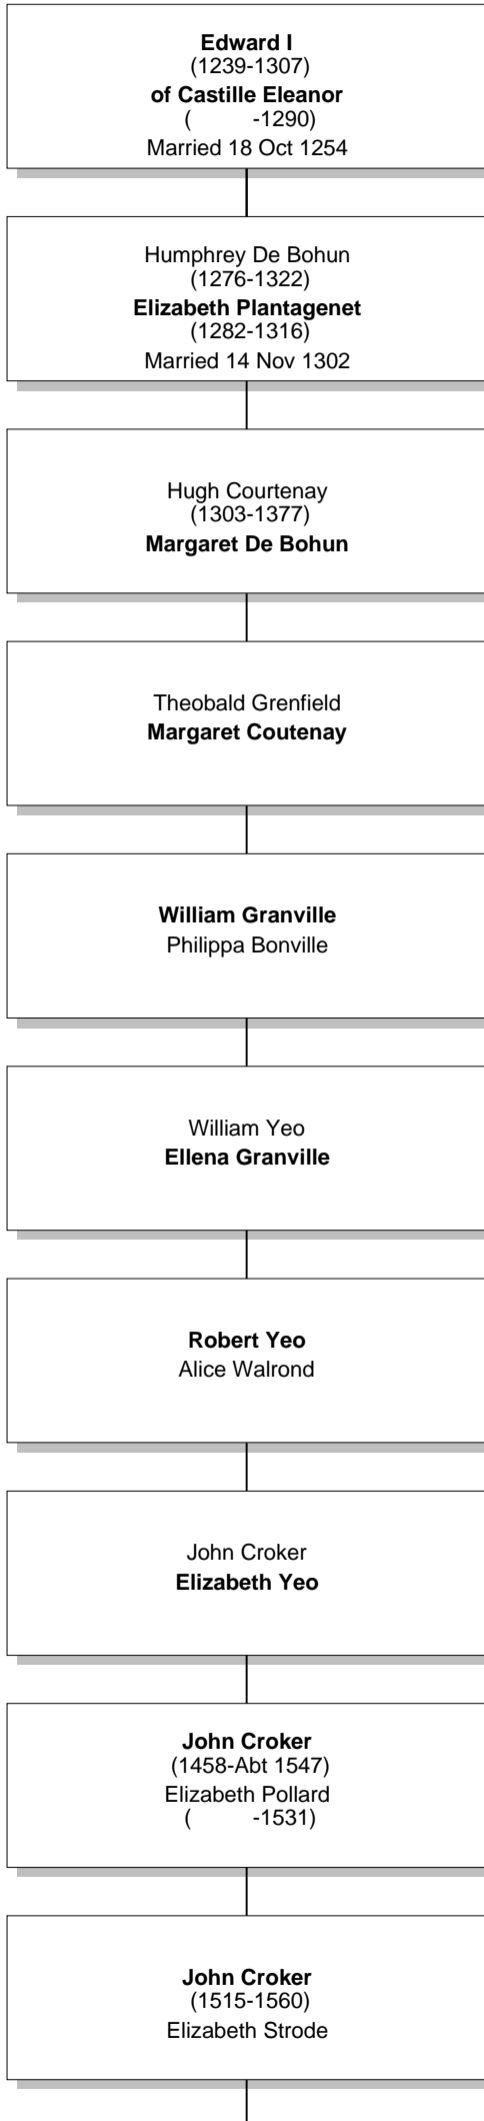 Edward I
(1239-1307)
of Castille Eleanor
( -1290)
Married 18 Oct 1254
Humphrey De Bohun
(1276-1322)
Elizabeth Plantagenet
(1282-1316)
Married 14 Nov 1302
Hugh Courtenay
(1303-1377)
Margaret De Bohun
Theobald Grenfield
Margaret Coutenay
William Granville
Philippa Bonville
William Yeo
Ellena Granville
Robert Yeo
Alice Walrond
John Croker
Elizabeth Yeo
John Croker
(1458-Abt 1547)
Elizabeth Pollard
( -1531)
John Croker
(1515-1560)
Elizabeth Strode